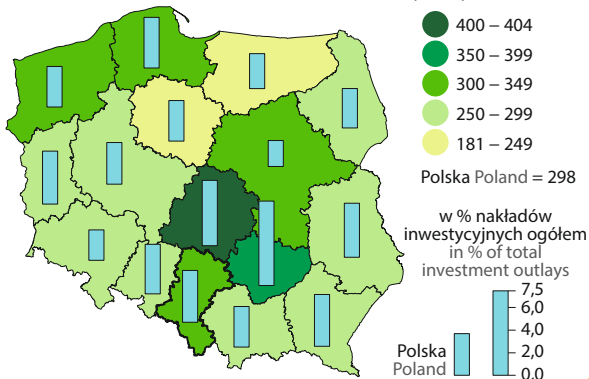 400 – 404
350 – 399
300 – 349
250 – 299
181 – 249
Polska Poland = 298
w % nakładów
inwestycyjnych ogółem
in % of total
investment outlays
7,5
6,0
4,0
2,0
0,0
Polska
Poland